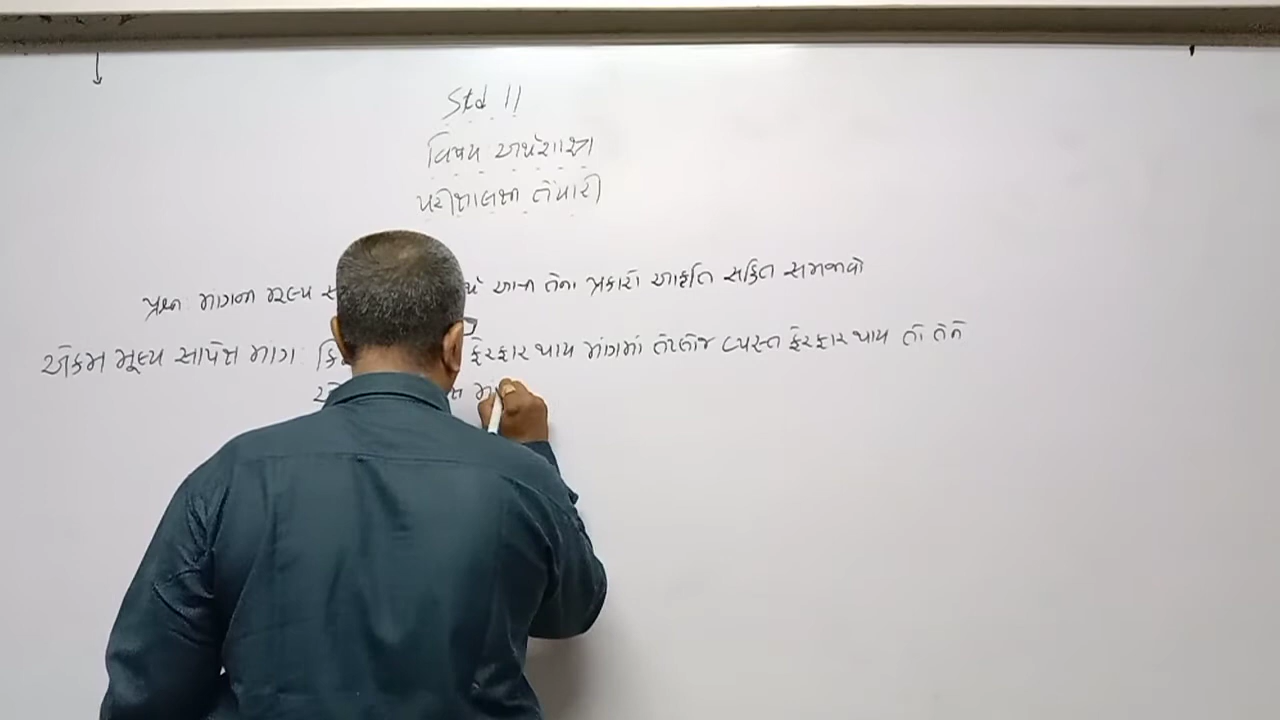 Std 11
વિષય અર્થશાસ્ત્ર
પરીક્ષાલક્ષી તૈયારી
પ્રશ્ન: માંગના મૂલ્ય આપી તેના પ્રકારો આકૃતિ સહિત સમજાવો
એકમ મૂલ્ય સાપેક્ષ માંગ: ફેરફાર થાય માંગમાં તેટલોજ વ્યસ્ત ફેરફાર થાય તો તેને